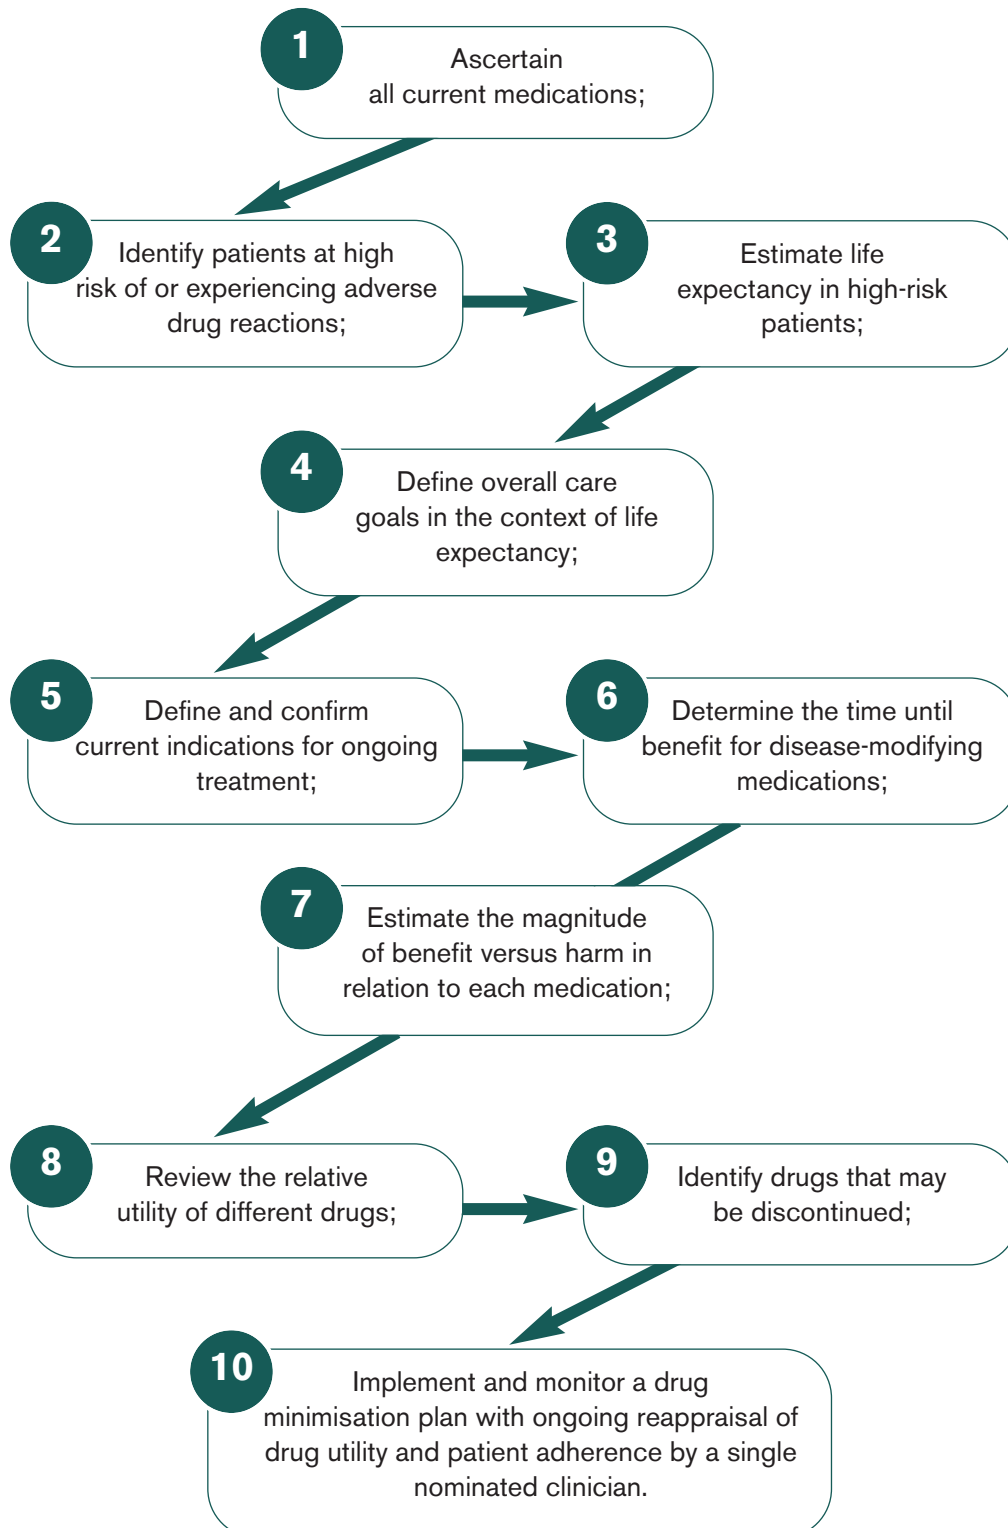 1
Ascertain
all current medications;
2
Identify patients at high
risk of or experiencing adverse
drug reactions;
3
Estimate life
expectancy in high-risk
patients;
4
Define overall care
goals in the context of life
expectancy;
5
Define and confirm
current indications for ongoing
treatment;
6
Determine the time until
benefit for disease-modifying
medications;
7
Estimate the magnitude
of benefit versus harm in
relation to each medication;
8
Review the relative
utility of different drugs;
9
Identify drugs that may
be discontinued;
10
Implement and monitor a drug
minimisation plan with ongoing reappraisal of
drug utility and patient adherence by a single
nominated clinician.